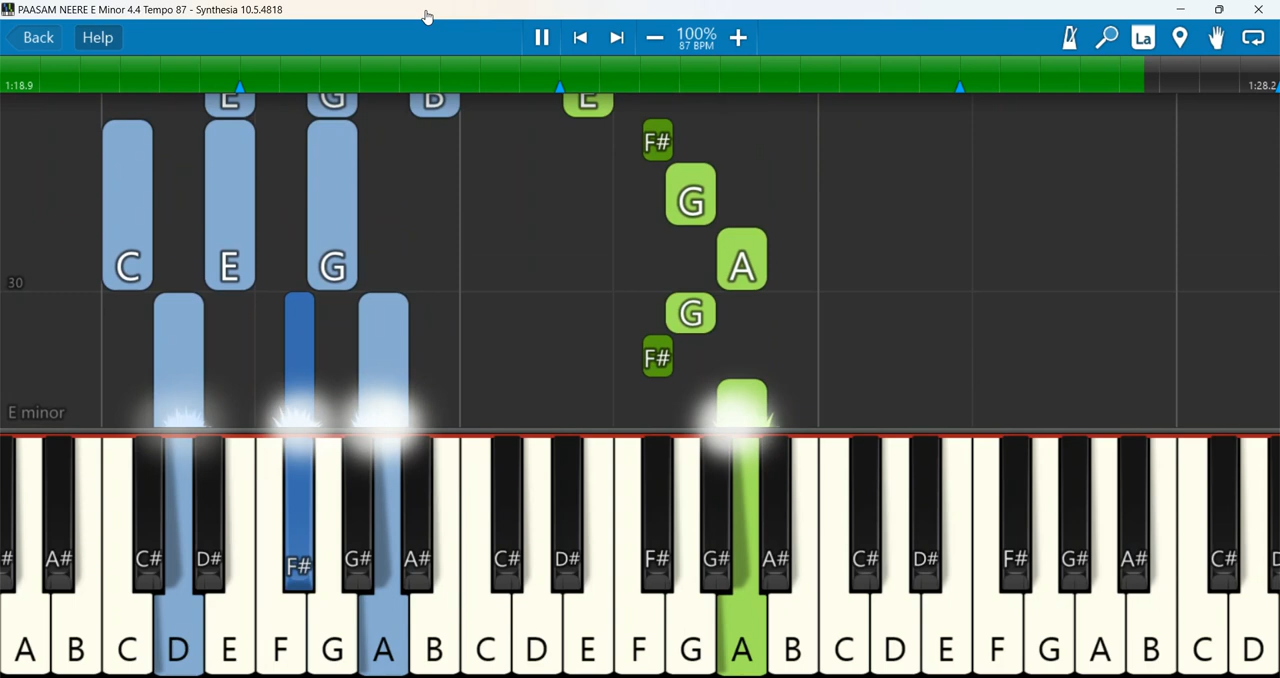 PAASAM NEERE E Minor 4.4 Tempo 87 - Synthesia 10.5.4818
Back Help 100% La
87 BPM
1:18.9 1:28.2
E G D E
F#
G
C E G A
30
G
F#
E minor
# A# C# D# F# G# A# C# D# F# G# A# C# D# F# G# A# C#
A B C D E F G A B C D E F G A B C D E F G A B C D